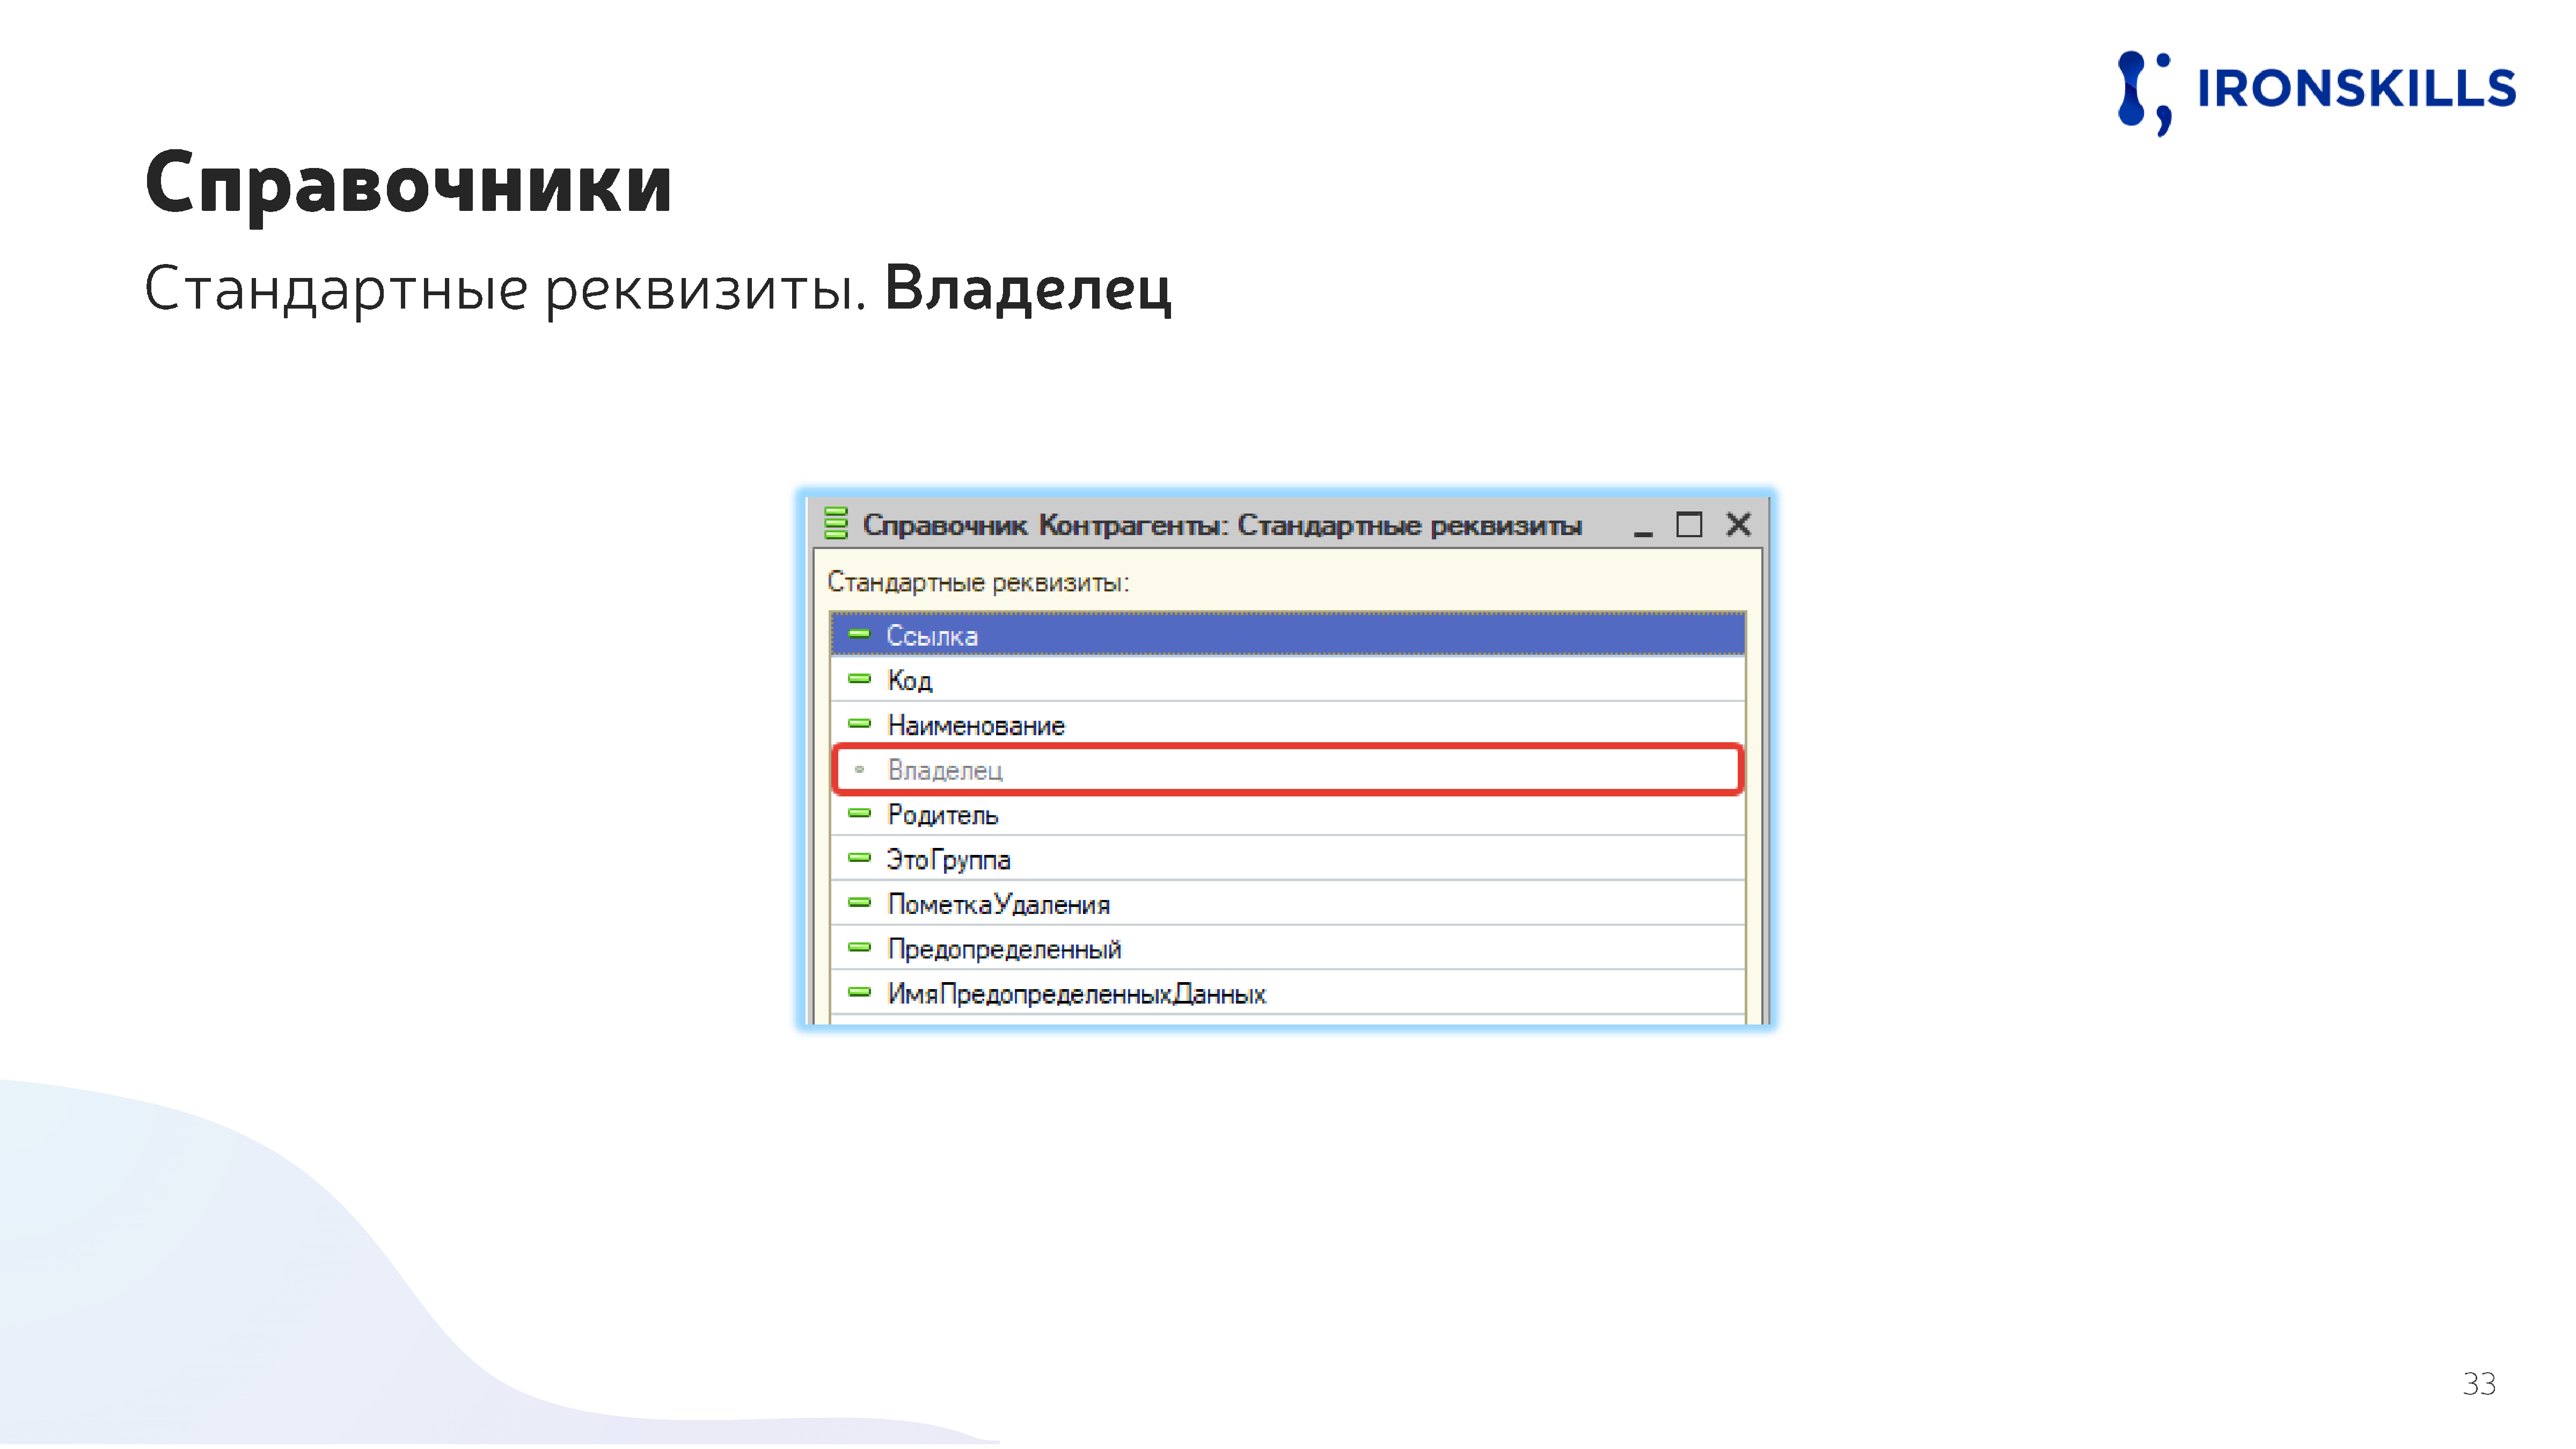 IRONSKILLS
Справочники
Стандартные реквизиты. Владелец
Справочник Контрагенты: Стандартные реквизиты
Стандартные реквизиты:
Ссылка
Код
Наименование
Владелец
Родитель
ЭтоГруппа
ПометкаУдаления
Предопределенный
ИмяПредопределенныхДанных
33